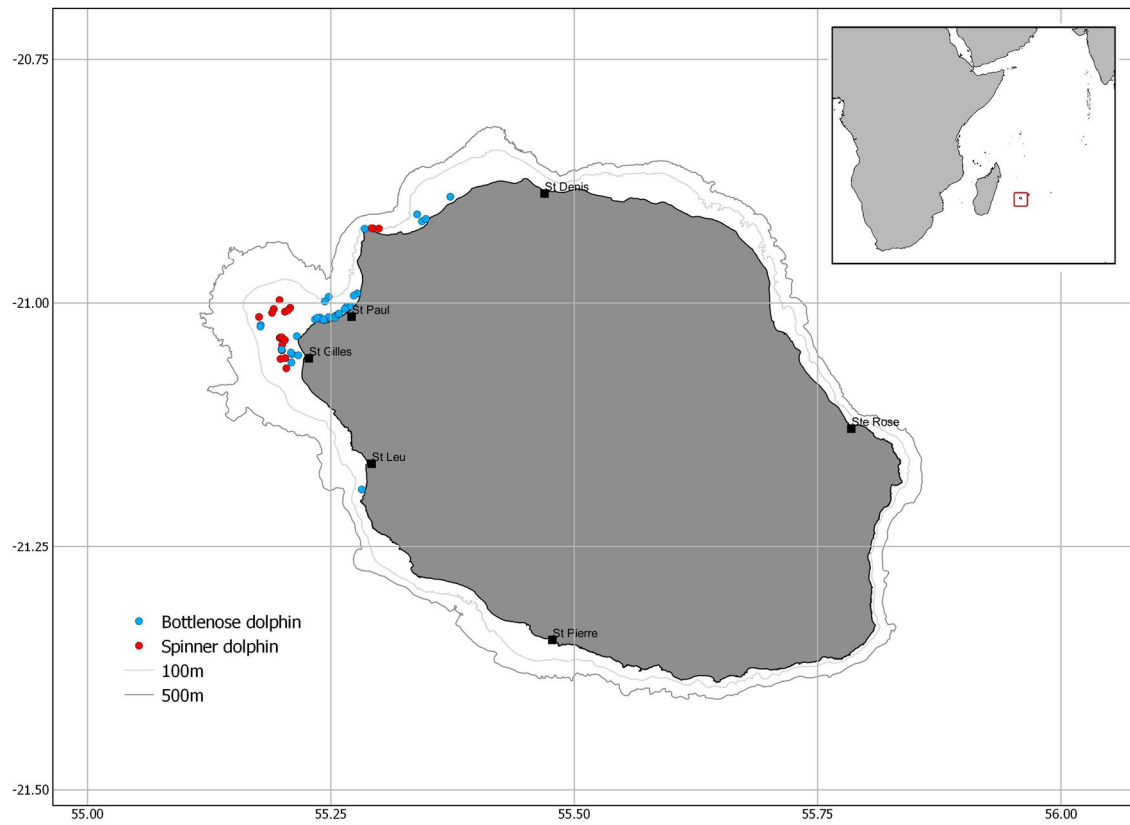 -20.75
St Denis
-21.00
St Paul
St Gilles
Ste Rose
St Leu
-21.25
Bottlenose dolphin
Spinner dolphin
St Pierre
100m
500m
-21.50
55.00 55.25 55.50 55.75 56.00